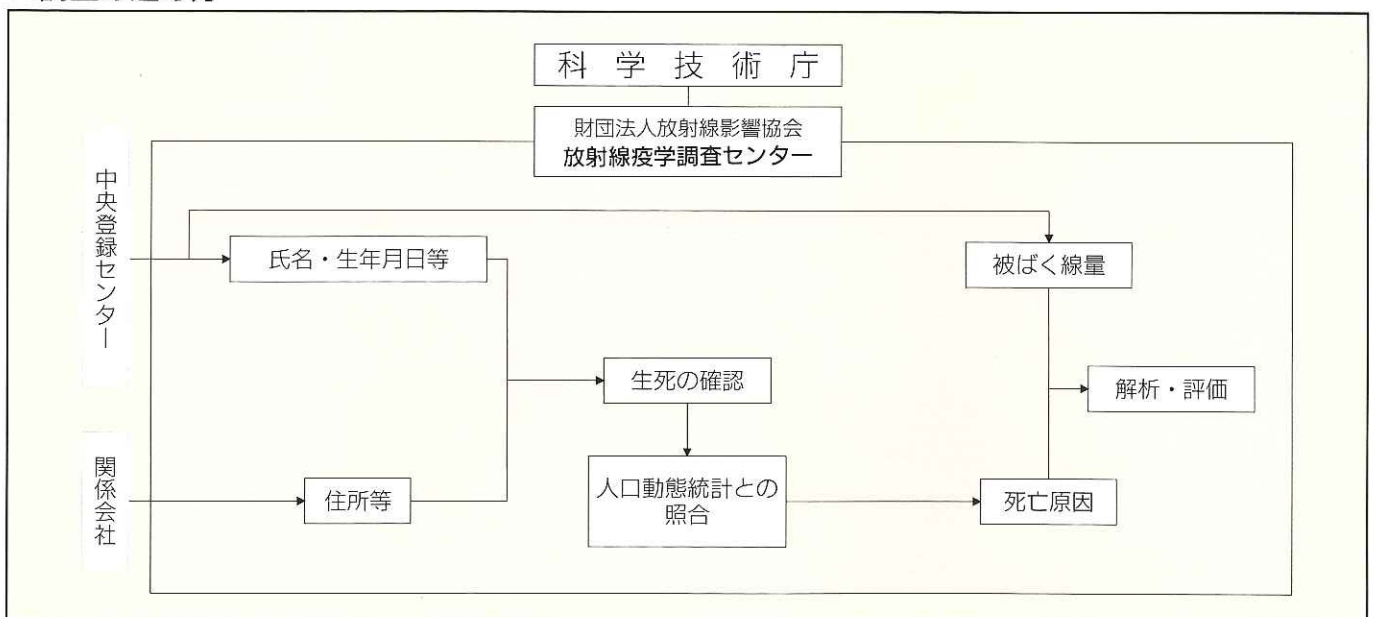 科学技術庁
財団法人放射線影響協会
放射線疫学調査センター
中央登録センター
氏名・生年月日等
被ばく線量
生死の確認
解析・評価
関係会社
住所等
人口動態統計との
照合
死亡原因